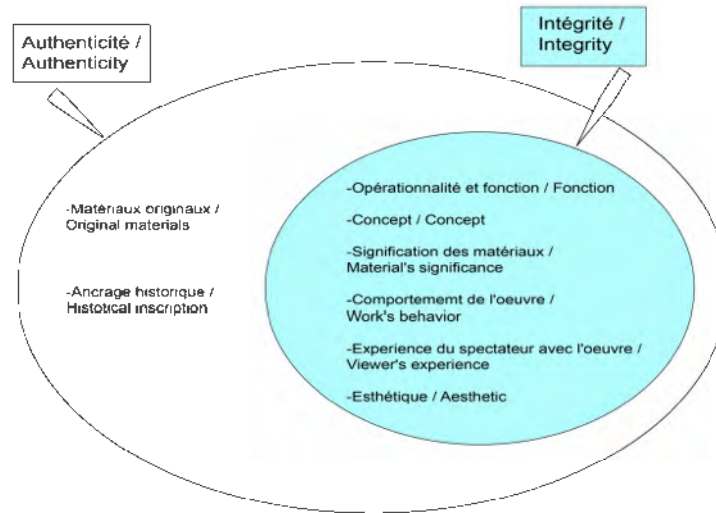 Authenticité /
Authenticity
Intégrité /
Integrity
-Matériaux originaux /
Original materials
-Ancrage historique /
Histotical inscription
-Opérationnalité et fonction / Fonction
-Concept / Concept
-Signification des matériaux /
Material's significance
-Comportememt de l'oeuvre /
Work's behavior
-Experience du spectateur avec l'oeuvre /
Viewer's experience
-Esthétique / Aesthetic